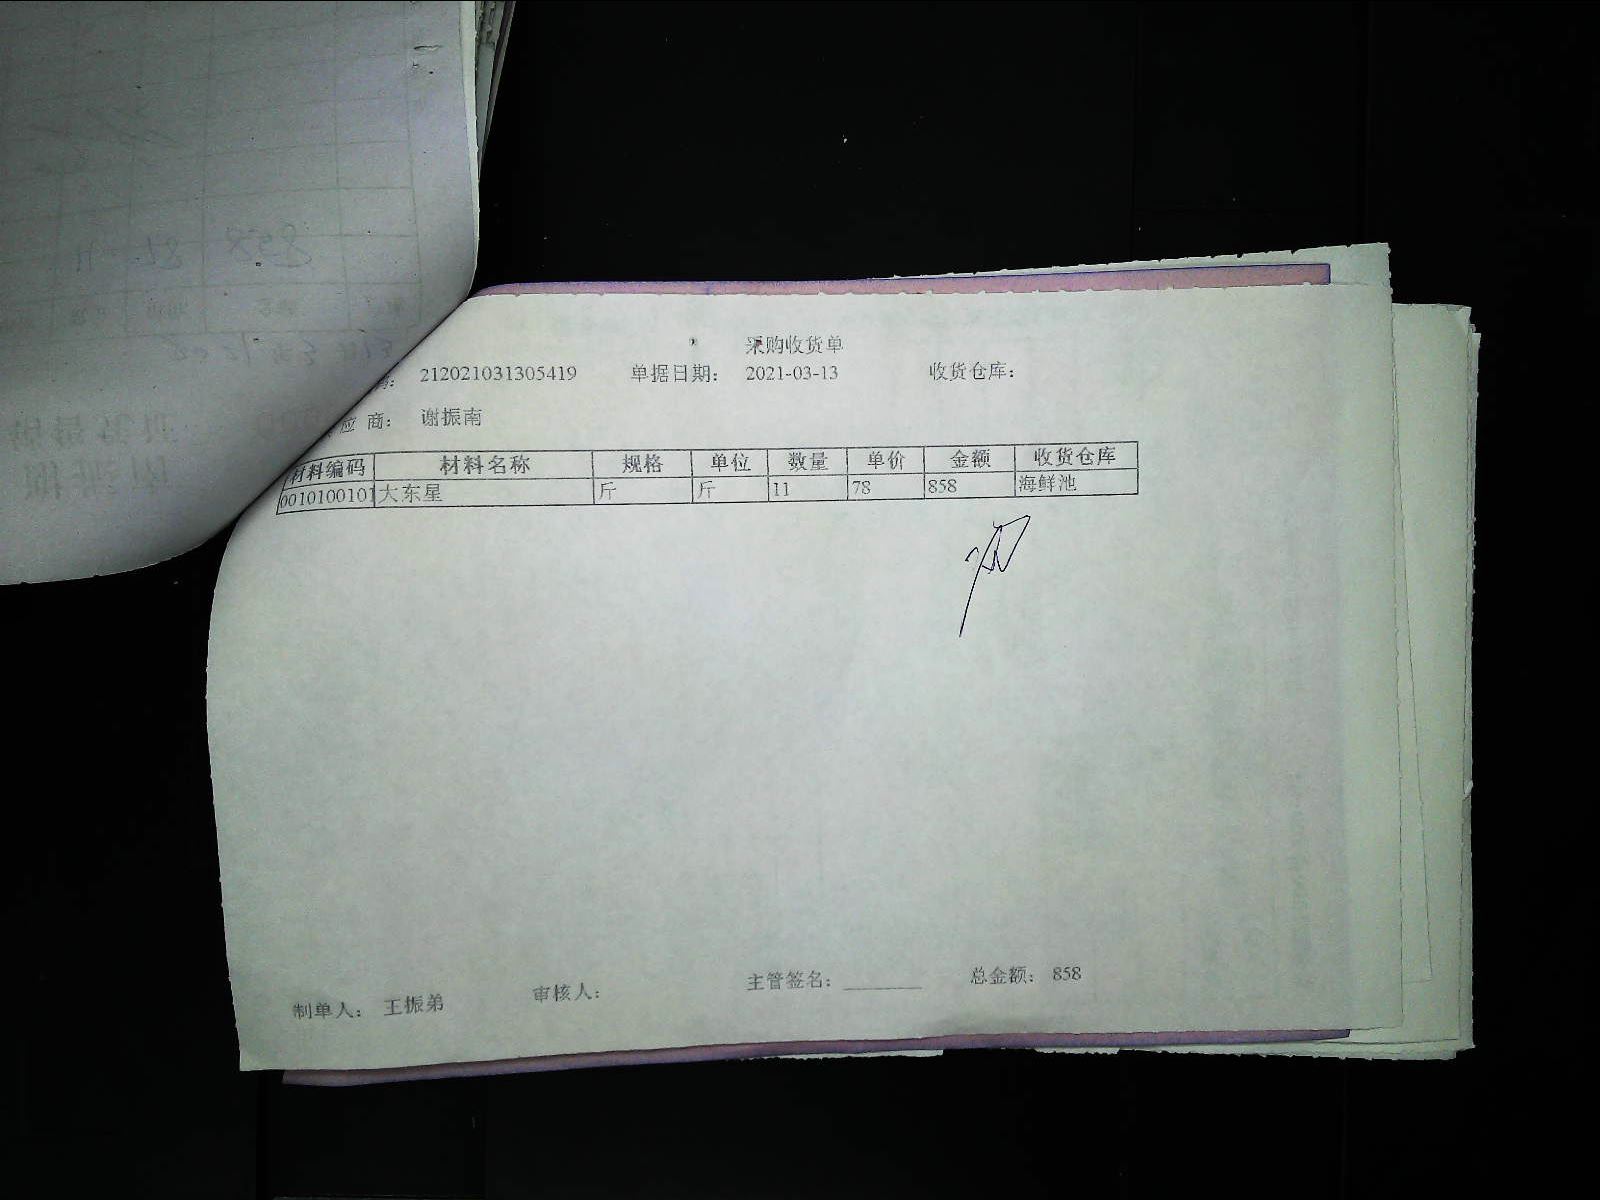 采购收货单
212021031305419 单据日期： 2021-03-13 收货仓库：
应 商： 谢振南
材料编码 材料名称 规格 单位 数量 单价 金额 收货仓库
0010100101 大东星 斤 斤 11 78 858 海鲜池
制单人： 王振弟 审核人： 主管签名：________ 总金额： 858